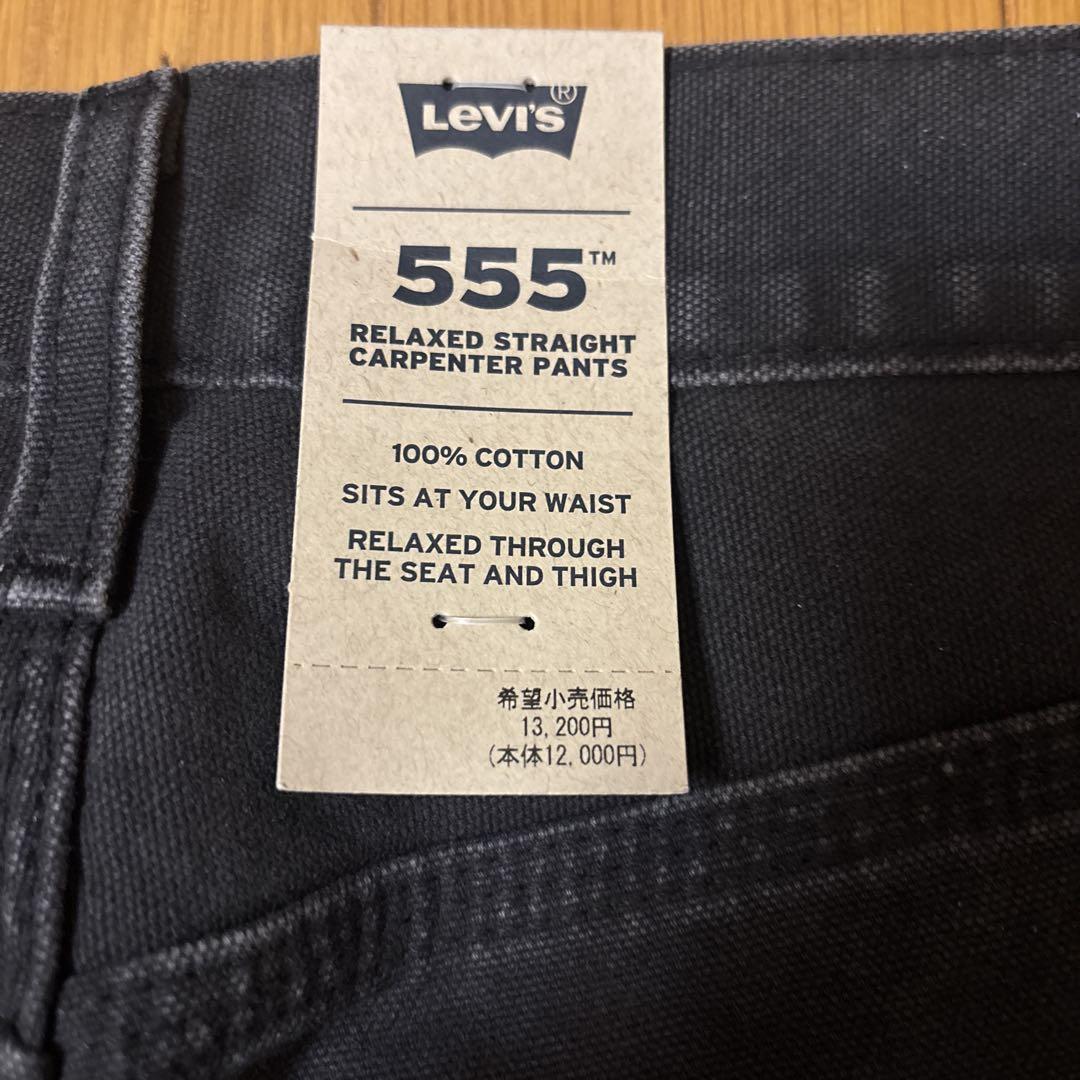 Levi's®
555™
RELAXED STRAIGHT
CARPENTER PANTS
100% COTTON
SITS AT YOUR WAIST
RELAXED THROUGH
THE SEAT AND THIGH
希望小売価格
13,200円
(本体12,000円)